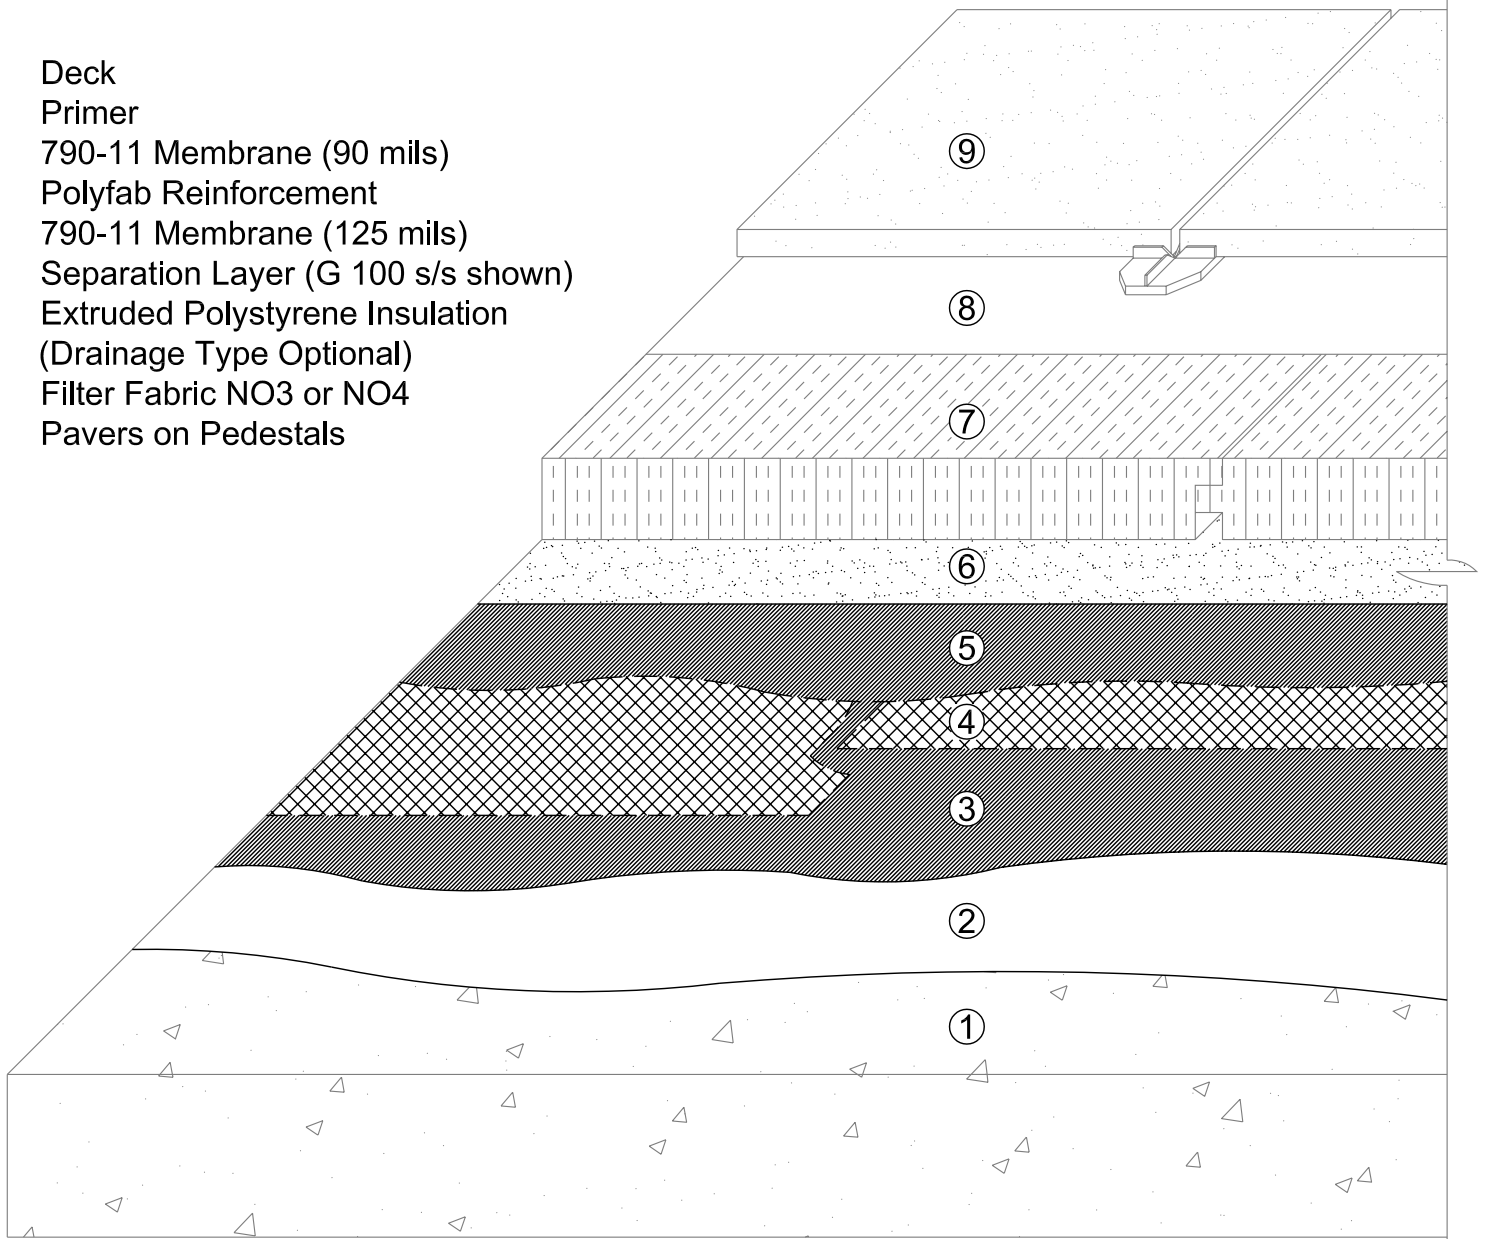 Deck
Primer
790-11 Membrane (90 mils)
Polyfab Reinforcement
790-11 Membrane (125 mils)
Separation Layer (G 100 s/s shown)
Extruded Polystyrene Insulation
(Drainage Type Optional)
Filter Fabric NO3 or NO4
Pavers on Pedestals
9
8
7
6
5
4
3
2
1